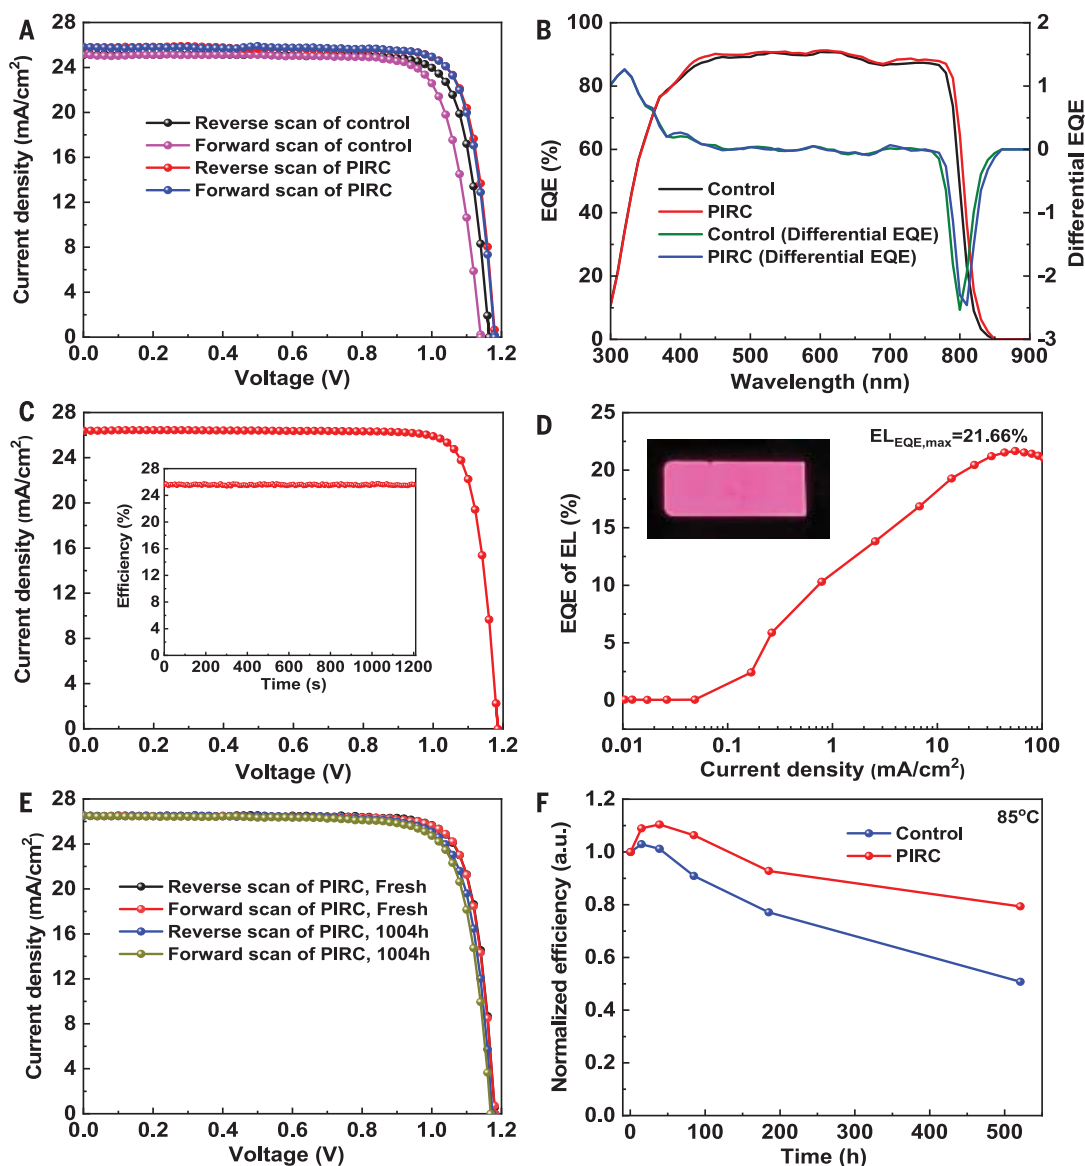 A
28
24
20
16
12
8
4
0
Current density (mA/cm²)
Reverse scan of control
Forward scan of control
Reverse scan of PIRC
Forward scan of PIRC
0.0 0.2 0.4 0.6 0.8 1.0 1.2
Voltage (V)
B
100
80
60
40
20
0
EQE (%)
Control
PIRC
Control (Differential EQE)
PIRC (Differential EQE)
2
1
0
-1
-2
-3
Differential EQE
300 400 500 600 700 800 900
Wavelength (nm)
C
28
24
20
16
12
8
4
0
Current density (mA/cm²)
28
24
20
16
12
8
4
0
Efficiency (%)
0 200 400 600 800 1000 1200
Time (s)
0.0 0.2 0.4 0.6 0.8 1.0 1.2
Voltage (V)
D
25
20
15
10
5
0
EQE of EL (%)
EL_EQE,max=21.66%
0.01 0.1 1 10 100
Current density (mA/cm²)
E
28
24
20
16
12
8
4
0
Current density (mA/cm²)
Reverse scan of PIRC, Fresh
Forward scan of PIRC, Fresh
Reverse scan of PIRC, 1004h
Forward scan of PIRC, 1004h
0.0 0.2 0.4 0.6 0.8 1.0 1.2
Voltage (V)
F
1.2
1.0
0.8
0.6
0.4
0.2
0.0
Normalized efficiency (a.u.)
85°C
Control
PIRC
0 100 200 300 400 500
Time (h)